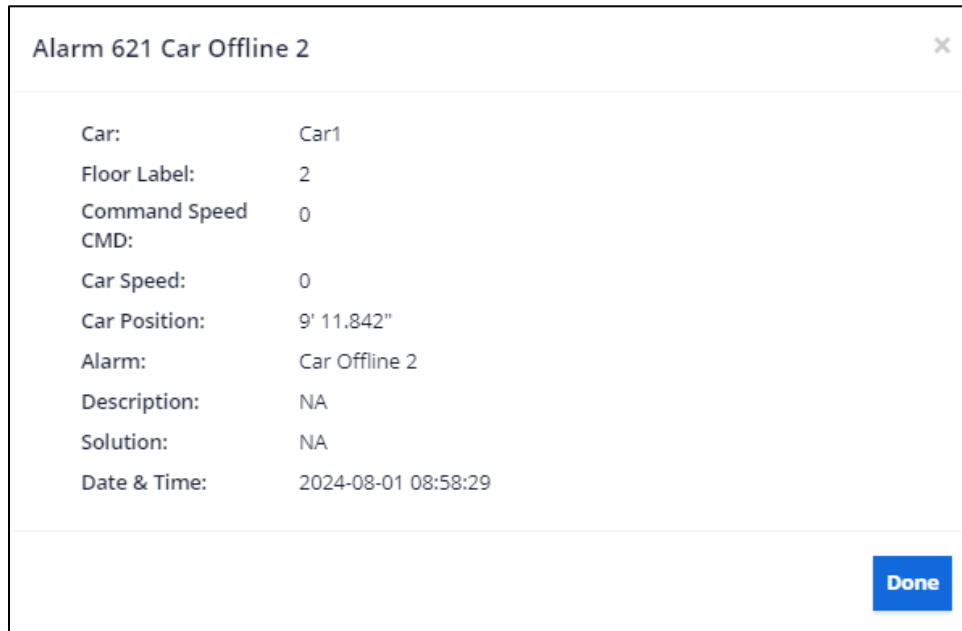 Alarm 621 Car Offline 2 ×
Car: Car1
Floor Label: 2
Command Speed 0
CMD:
Car Speed: 0
Car Position: 9' 11.842"
Alarm: Car Offline 2
Description: NA
Solution: NA
Date & Time: 2024-08-01 08:58:29
Done